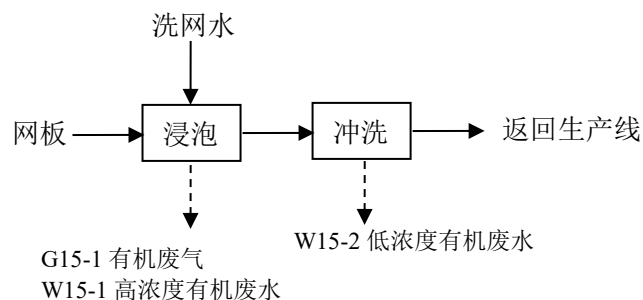 洗网水
网板
浸泡
冲洗
返回生产线
G15-1 有机废气
W15-1 高浓度有机废水
W15-2 低浓度有机废水